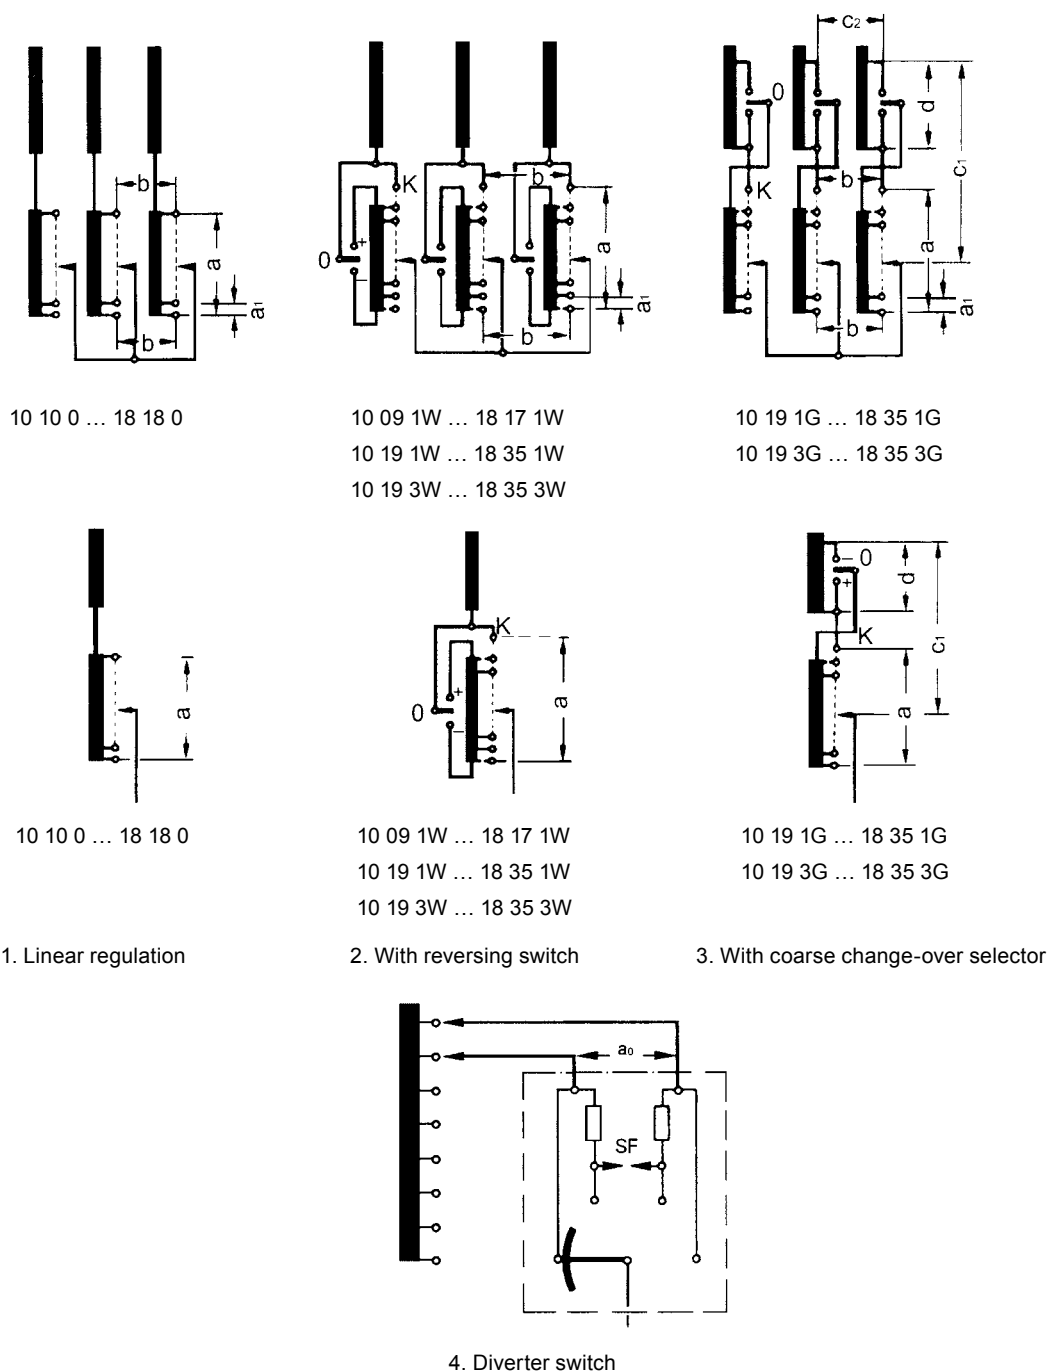 C2
0
d
C1
b
K
b
K
b
a
a
a
0
+
–
a1
a1
a1
b
b
b
10 10 0 … 18 18 0
10 09 1W … 18 17 1W
10 19 1G … 18 35 1G
10 19 1W … 18 35 1W
10 19 3G … 18 35 3G
10 19 3W … 18 35 3W
– 0
d
+
C1
K
K
a
a
a
+
0
–
10 10 0 … 18 18 0
10 09 1W … 18 17 1W
10 19 1G … 18 35 1G
10 19 1W … 18 35 1W
10 19 3G … 18 35 3G
10 19 3W … 18 35 3W
1. Linear regulation
2. With reversing switch
3. With coarse change-over selector
a0
SF
4. Diverter switch